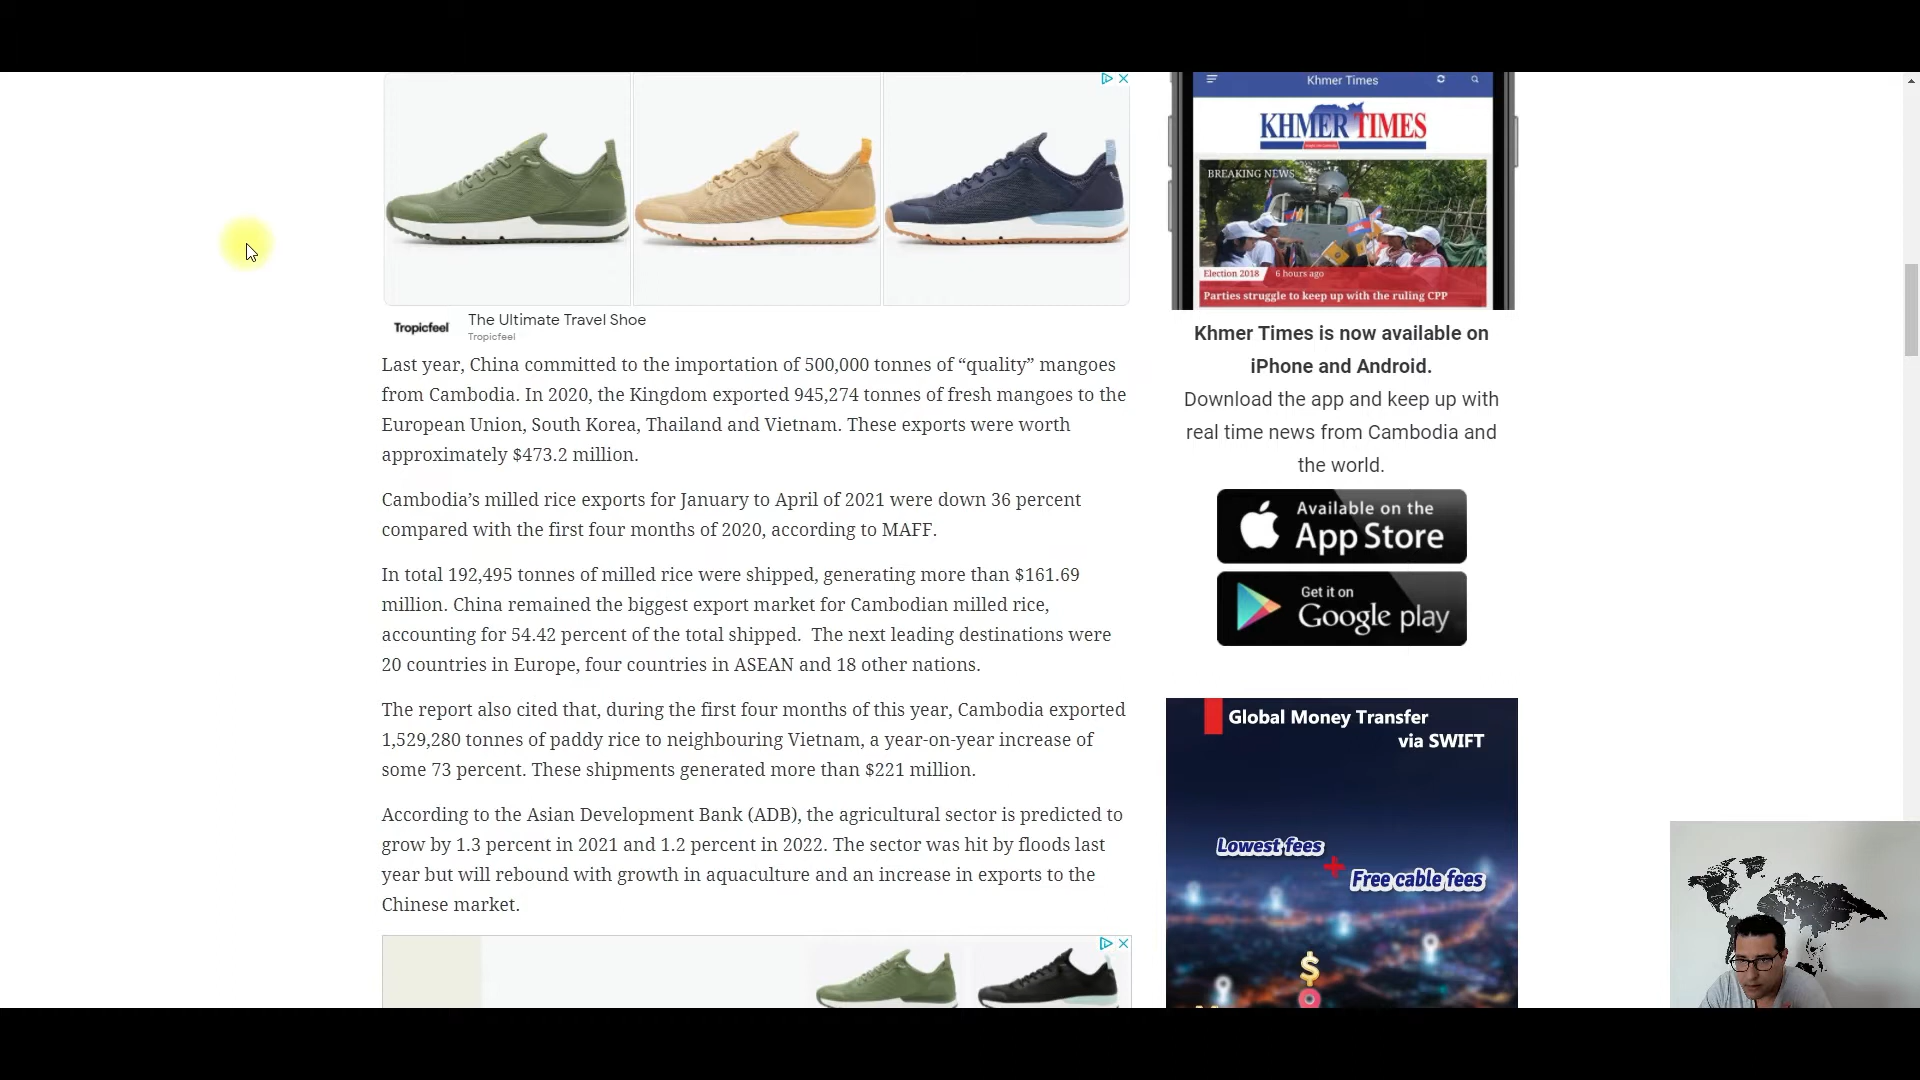 Khmer Times
KHMER TIMES
BREAKING NEWS
Election 2018
6 hours ago
Parties struggle to keep up with the ruling CPP
Tropicfeel
The Ultimate Travel Shoe
Tropicfeel
Last year, China committed to the importation of 500,000 tonnes of “quality” mangoes
from Cambodia. In 2020, the Kingdom exported 945,274 tonnes of fresh mangoes to the
European Union, South Korea, Thailand and Vietnam. These exports were worth
approximately $473.2 million.
Cambodia’s milled rice exports for January to April of 2021 were down 36 percent
compared with the first four months of 2020, according to MAFF.
In total 192,495 tonnes of milled rice were shipped, generating more than $161.69
million. China remained the biggest export market for Cambodian milled rice,
accounting for 54.42 percent of the total shipped.  The next leading destinations were
20 countries in Europe, four countries in ASEAN and 18 other nations.
The report also cited that, during the first four months of this year, Cambodia exported
1,529,280 tonnes of paddy rice to neighbouring Vietnam, a year-on-year increase of
some 73 percent. These shipments generated more than $221 million.
According to the Asian Development Bank (ADB), the agricultural sector is predicted to
grow by 1.3 percent in 2021 and 1.2 percent in 2022. The sector was hit by floods last
year but will rebound with growth in aquaculture and an increase in exports to the
Chinese market.
Khmer Times is now available on
iPhone and Android.
Download the app and keep up with
real time news from Cambodia and
the world.
Available on the
App Store
Get it on
Google play
Global Money Transfer
via SWIFT
Lowest fees
+
Free cable fees
$